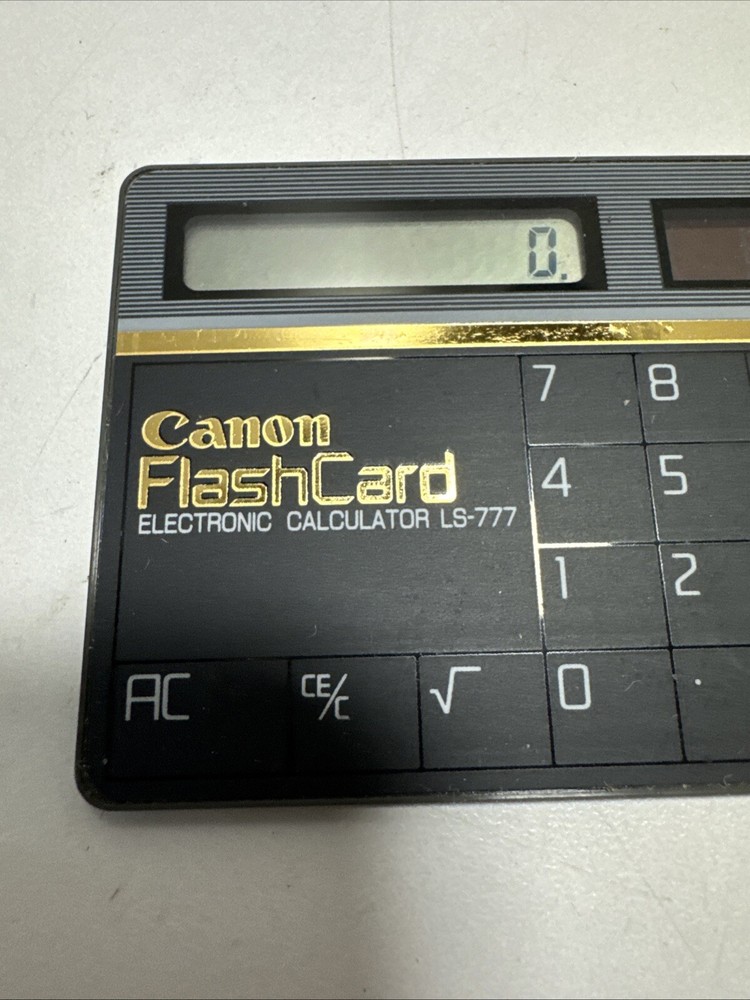 0.
Canon
FlashCard
ELECTRONIC CALCULATOR LS-777
7 8
4 5
1 2
AC CE/C √ 0 .